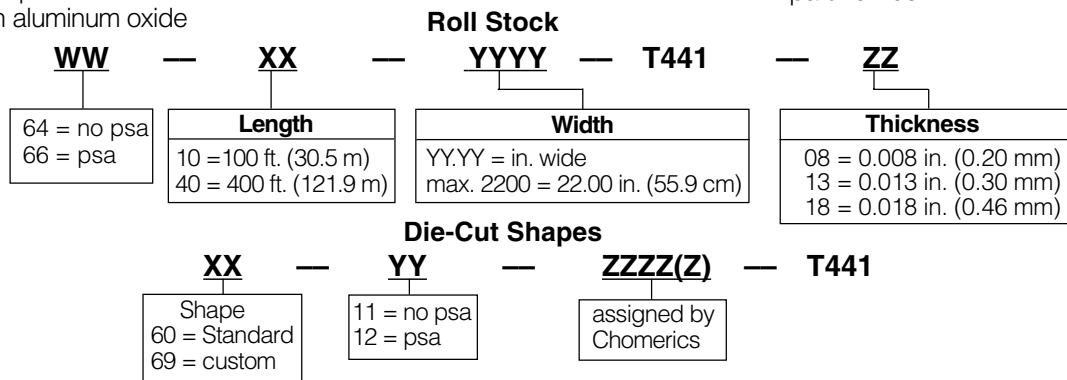 aluminum oxide
Roll Stock
WW — XX — YYYY — T441 — ZZ
64 = no psa
66 = psa
Length
10 =100 ft. (30.5 m)
40 = 400 ft. (121.9 m)
Width
YY.YY = in. wide
max. 2200 = 22.00 in. (55.9 cm)
Thickness
08 = 0.008 in. (0.20 mm)
13 = 0.013 in. (0.30 mm)
18 = 0.018 in. (0.46 mm)
Die-Cut Shapes
XX — YY — ZZZZ(Z) — T441
Shape
60 = Standard
69 = custom
11 = no psa
12 = psa
assigned by
Chomerics